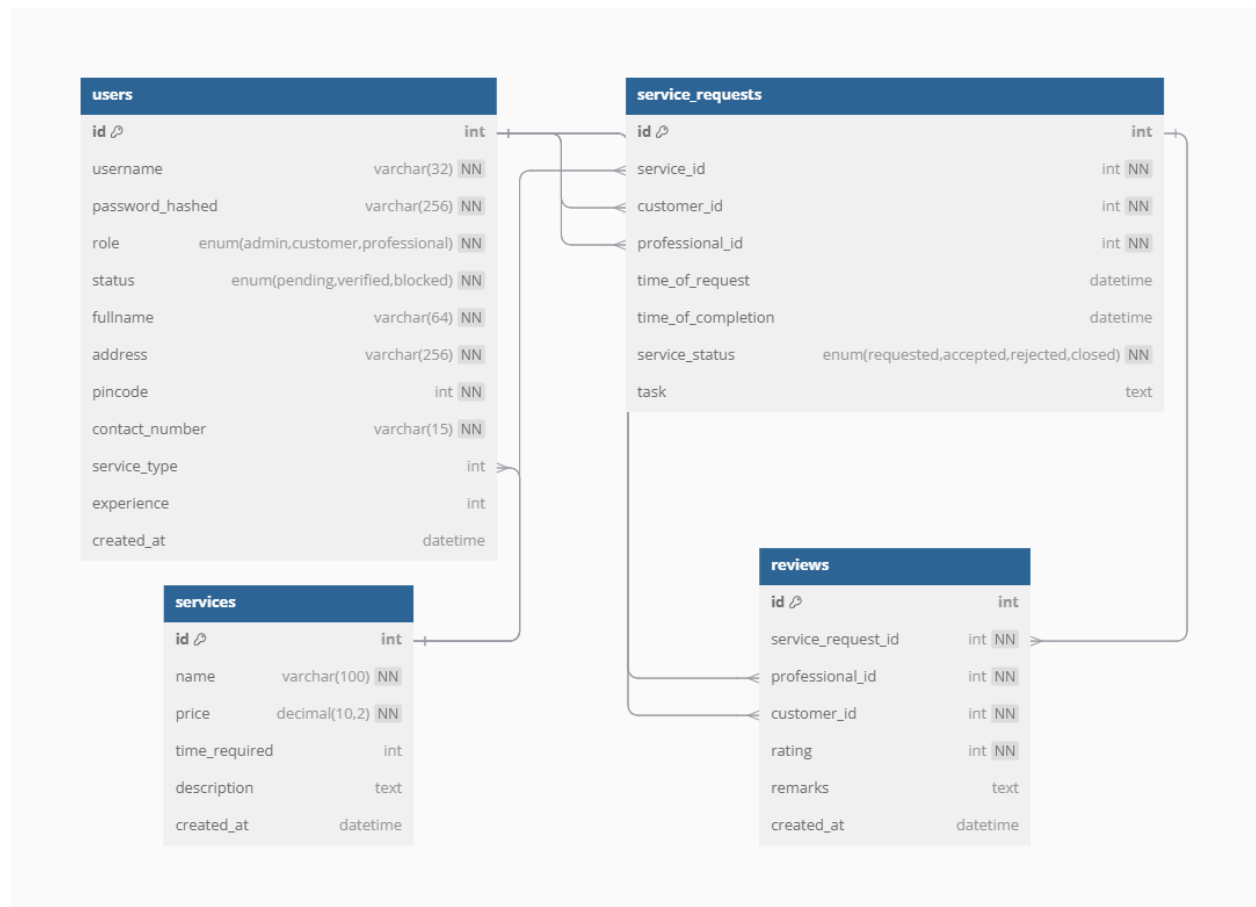 users
id int
username varchar(32) NN
password_hashed varchar(256) NN
role enum(admin,customer,professional) NN
status enum(pending,verified,blocked) NN
fullname varchar(64) NN
address varchar(256) NN
pincode int NN
contact_number varchar(15) NN
service_type int
experience int
created_at datetime
service_requests
id int
service_id int NN
customer_id int NN
professional_id int NN
time_of_request datetime
time_of_completion datetime
service_status enum(requested,accepted,rejected,closed) NN
task text
services
id int
name varchar(100) NN
price decimal(10,2) NN
time_required int
description text
created_at datetime
reviews
id int
service_request_id int NN
professional_id int NN
customer_id int NN
rating int NN
remarks text
created_at datetime